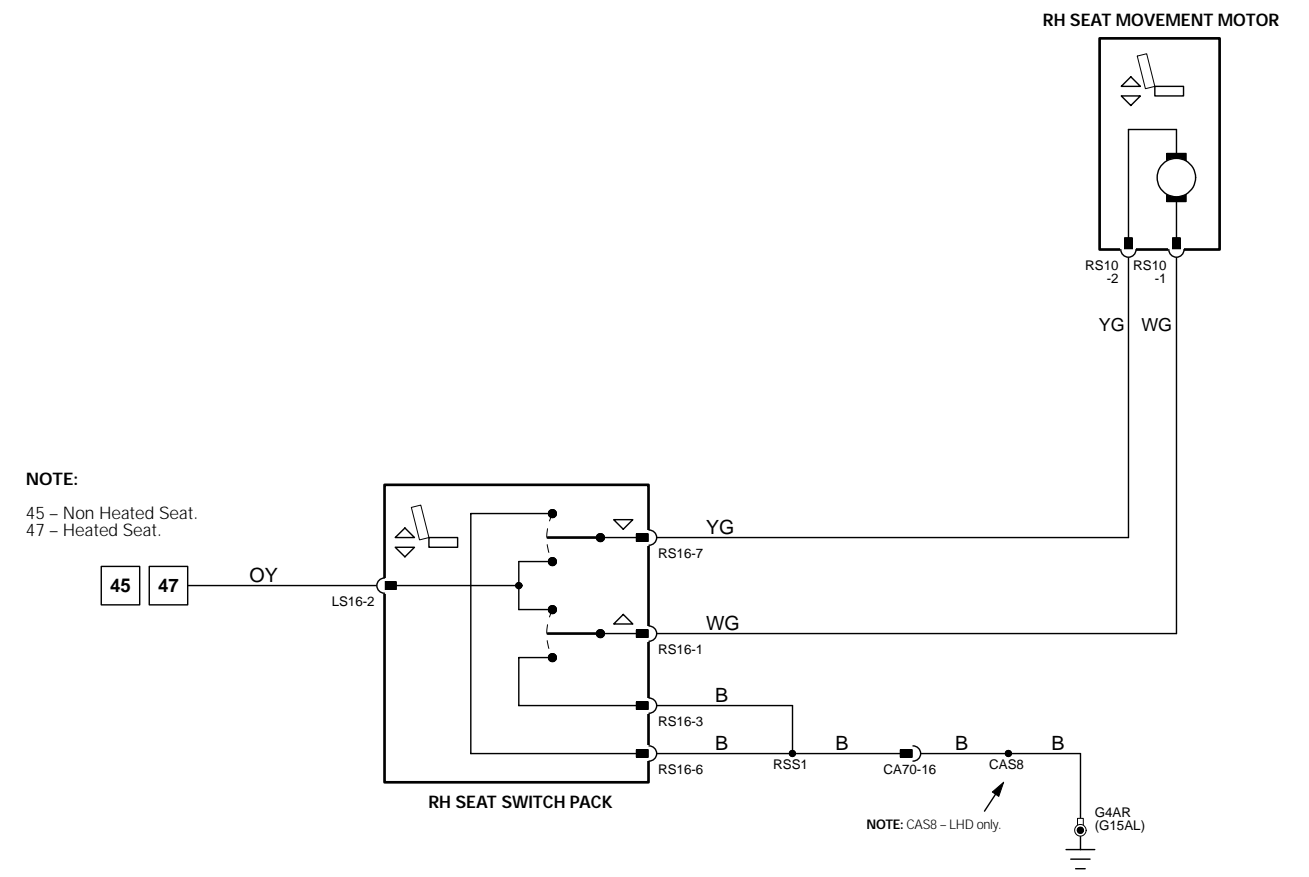 RH SEAT MOVEMENT MOTOR
RS10
-2
RS10
-1
YG
WG
NOTE:
45 – Non Heated Seat.
47 – Heated Seat.
45
47
OY
LS16-2
YG
RS16-7
WG
RS16-1
B
RS16-3
B
RS16-6
RSS1
B
CA70-16
B
CAS8
B
RH SEAT SWITCH PACK
NOTE: CAS8 – LHD only.
G4AR
(G15AL)